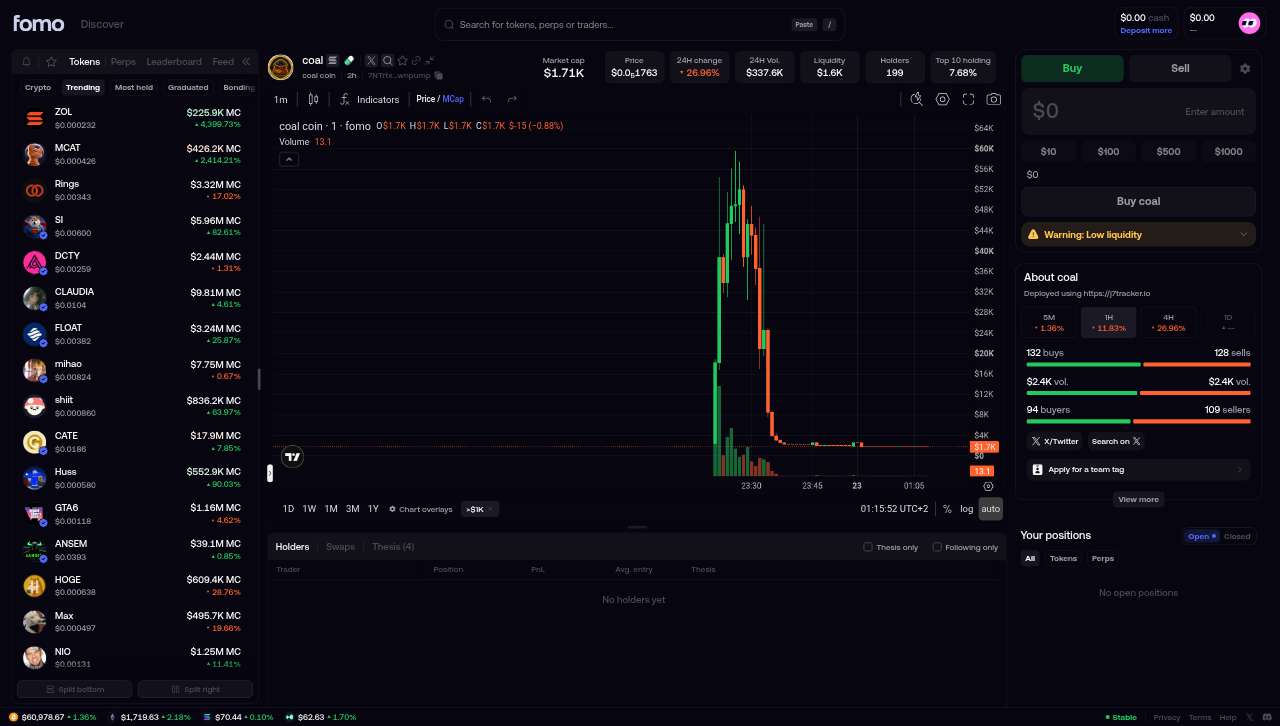 fomo Discover
Search for tokens, perps or traders... Paste /
$0.00 cash
Deposit more
$0.00
—
Tokens Perps Leaderboard Feed
Crypto Trending Most held Graduated Bonding
ZOL $225.9K MC
$0.000232 4,399.73%
MCAT $426.2K MC
$0.000426 2,414.21%
Rings $3.32M MC
$0.00343 17.02%
SI $5.96M MC
$0.00600 82.61%
DCTY $2.44M MC
$0.00259 1.31%
CLAUDIA $9.81M MC
$0.0104 4.61%
FLOAT $3.24M MC
$0.00382 25.87%
mihao $7.75M MC
$0.000824 0.67%
shiit $836.2K MC
$0.000860 63.97%
CATE $17.9M MC
$0.0186 7.85%
Huss $552.9K MC
$0.000580 90.03%
GTA6 $1.16M MC
$0.00118 4.62%
ANSEM $39.1M MC
$0.0393 0.85%
HOGE $609.4K MC
$0.000638 28.76%
Max $495.7K MC
$0.000497 19.66%
NIO $1.25M MC
$0.00131 11.41%
Split bottom Split right
coal
coal coin 2h 7NTrts...wnpump
Market cap
$1.71K
Price
$0.0₅1763
24H change
26.96%
24H Vol.
$337.6K
Liquidity
$1.6K
Holders
199
Top 10 holding
7.68%
1m Indicators Price / MCap
coal coin · 1 · fomo O$1.7K H$1.7K L$1.7K C$1.7K $-15 (−0.88%)
Volume 13.1
$64K
$60K
$56K
$52K
$48K
$44K
$40K
$36K
$32K
$28K
$24K
$20K
$16K
$12K
$8K
$4K
$1.7K
$0
13.1
23:30 23:45 23 01:05
1D 1W 1M 3M 1Y Chart overlays >$1K 01:15:52 UTC+2 % log auto
Holders Swaps Thesis (4) Thesis only Following only
Trader Position PnL Avg. entry Thesis
No holders yet
Buy Sell
$0 Enter amount
$10 $100 $500 $1000
$0
Buy coal
Warning: Low liquidity
About coal
Deployed using https://j7tracker.io
5M 1H 4H 1D
1.36% 11.83% 26.96% --
132 buys 128 sells
$2.4K vol. $2.4K vol.
94 buyers 109 sellers
X/Twitter Search on X
Apply for a team tag
View more
Your positions Open Closed
All Tokens Perps
No open positions
$60,978.67 1.36% $1,719.63 2.18% $70.44 0.10% $62.63 1.70%
Stable Privacy Terms Help